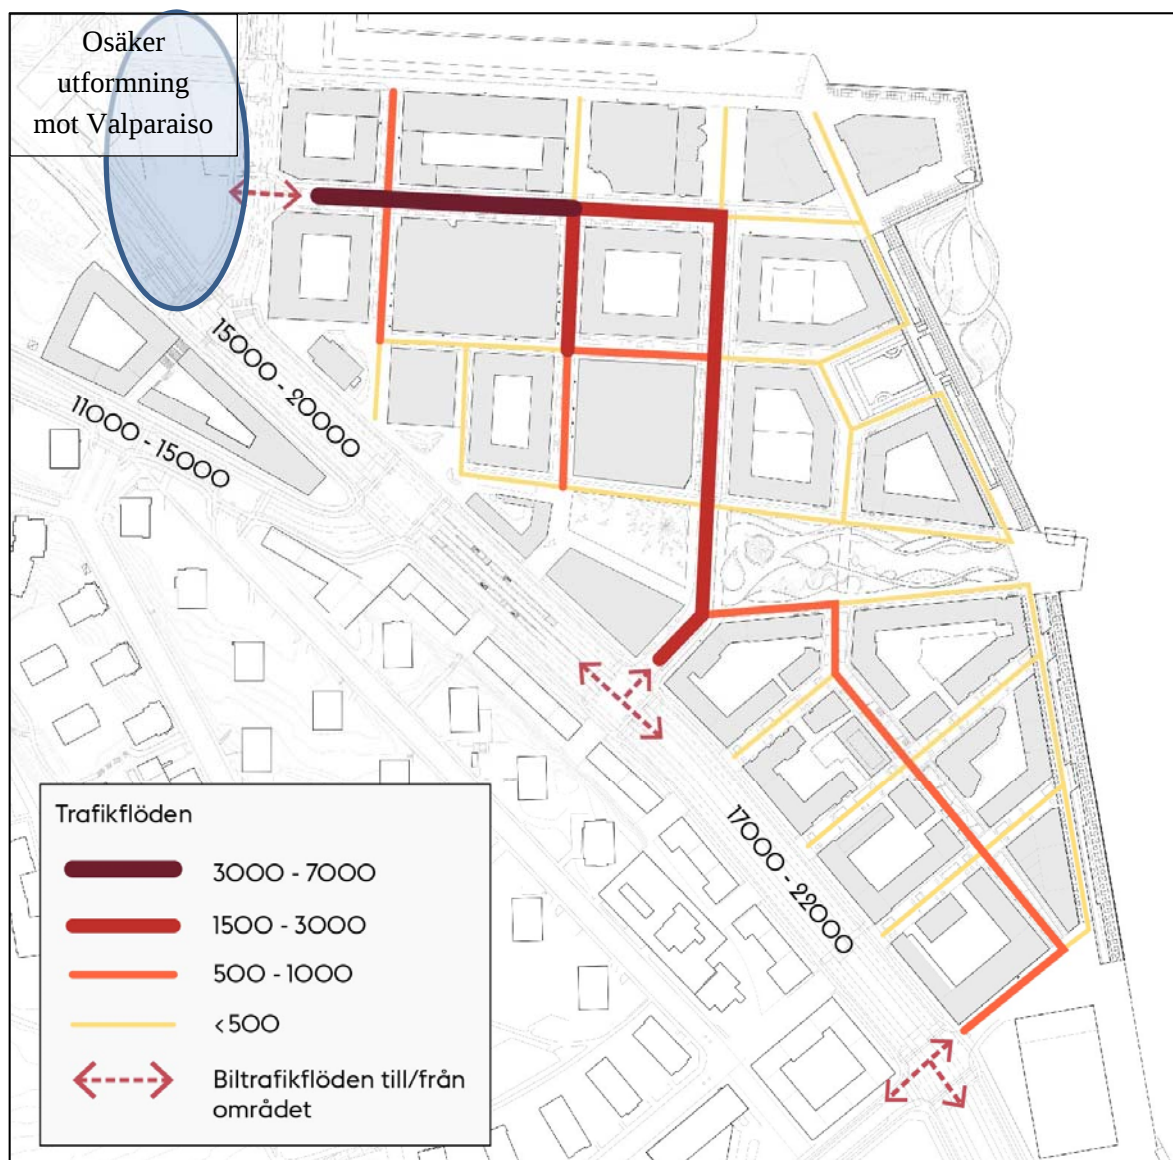 Osäker
utformning
mot Valparaiso
15000 - 20000
11000 - 15000
17000 - 22000
Trafikflöden
3000 - 7000
1500 - 3000
500 - 1000
<500
Biltrafikflöden till/från
området